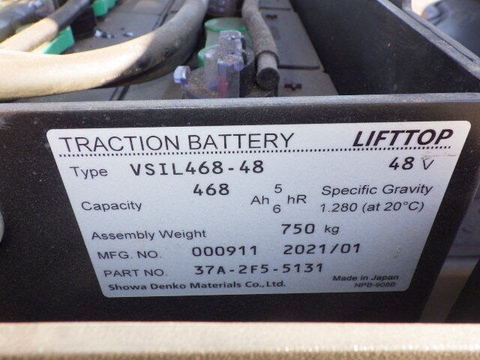 TRACTION BATTERY LIFTTOP
Type VSIL468-48 48 V
Capacity 468 Ah 5/6 hR Specific Gravity
1.280 (at 20°C)
Assembly Weight 750 kg
MFG. NO. 000911 2021/01
PART NO. 37A-2F5-5131
Showa Denko Materials Co., Ltd. Made in Japan